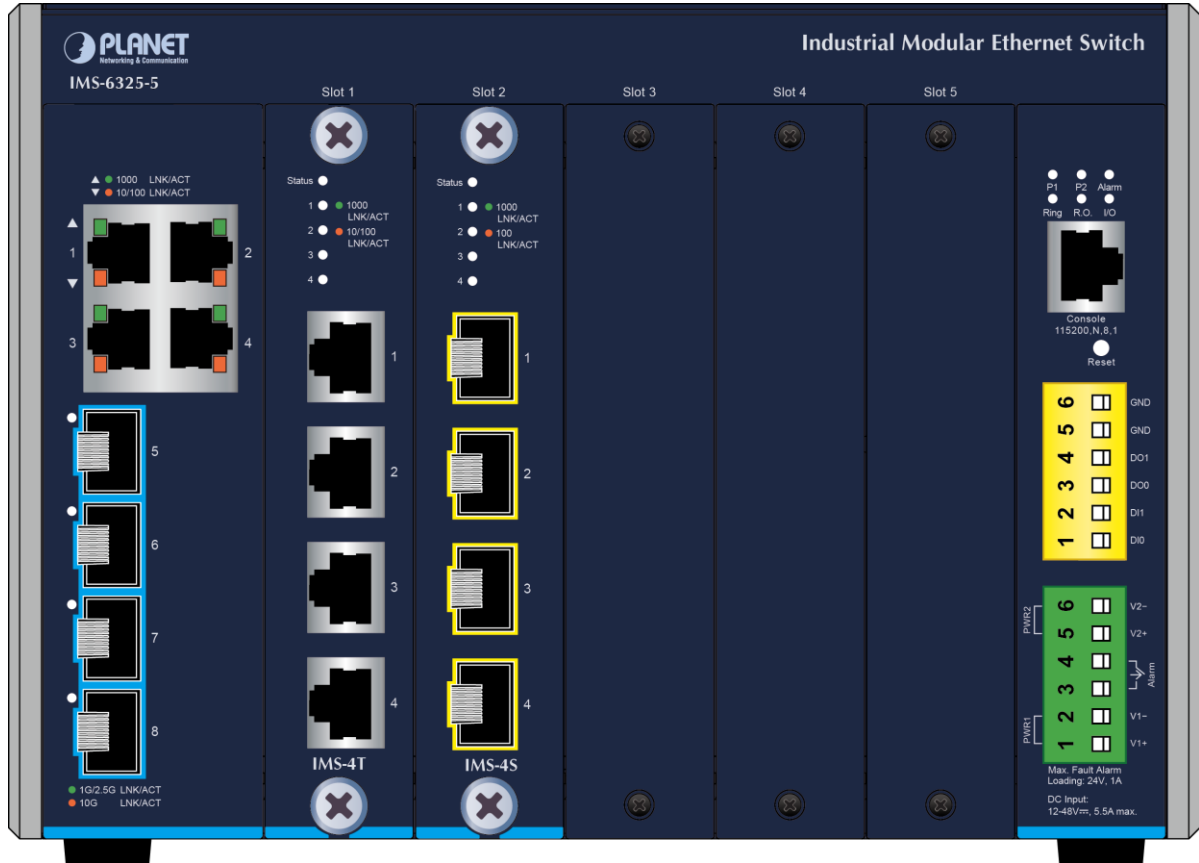 PLANET
Networking & Communication
Industrial Modular Ethernet Switch
IMS-6325-5
Slot 1
Slot 2
Slot 3
Slot 4
Slot 5
▲ 1000 LNK/ACT
▼ 10/100 LNK/ACT
▲
1
2
▼
3
4
5
6
7
8
1G/2.5G LNK/ACT
10G LNK/ACT
Status
1 1000
LNK/ACT
2 10/100
LNK/ACT
3
4
1
2
3
4
IMS-4T
Status
1 1000
LNK/ACT
2 100
LNK/ACT
3
4
1
2
3
4
IMS-4S
P1 P2 Alarm
Ring R.O. I/O
Console
115200,N,8,1
Reset
6 GND
5 GND
4 DO1
3 DO0
2 DI1
1 DI0
PWR2
6 V2−
5 V2+
4
3
Alarm
PWR1
2 V1−
1 V1+
Max. Fault Alarm
Loading: 24V, 1A
DC Input:
12-48V⎓, 5.5A max.